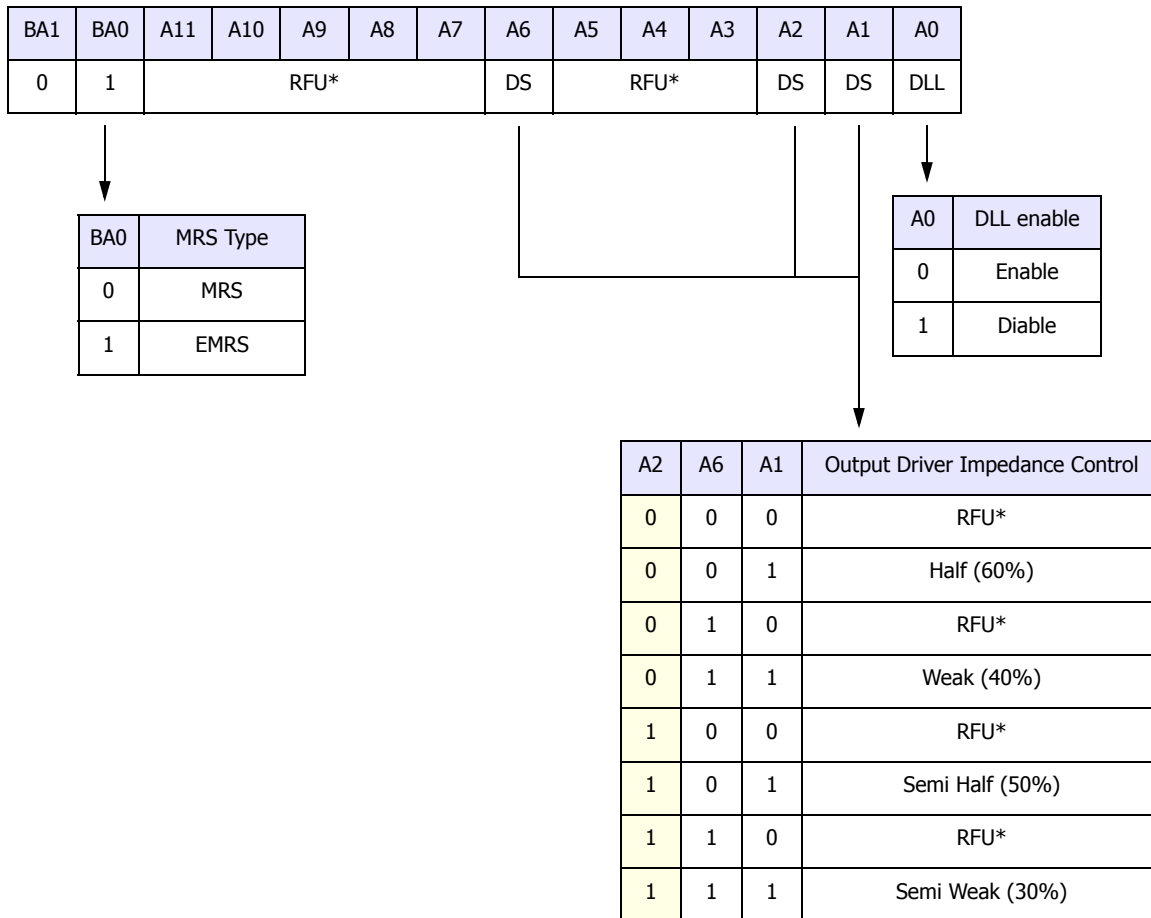 BA1 BA0 A11 A10 A9 A8 A7 A6 A5 A4 A3 A2 A1 A0
0 1 RFU* DS RFU* DS DS DLL
BA0 MRS Type
0 MRS
1 EMRS
A0 DLL enable
0 Enable
1 Diable
A2 A6 A1 Output Driver Impedance Control
0 0 0 RFU*
0 0 1 Half (60%)
0 1 0 RFU*
0 1 1 Weak (40%)
1 0 0 RFU*
1 0 1 Semi Half (50%)
1 1 0 RFU*
1 1 1 Semi Weak (30%)